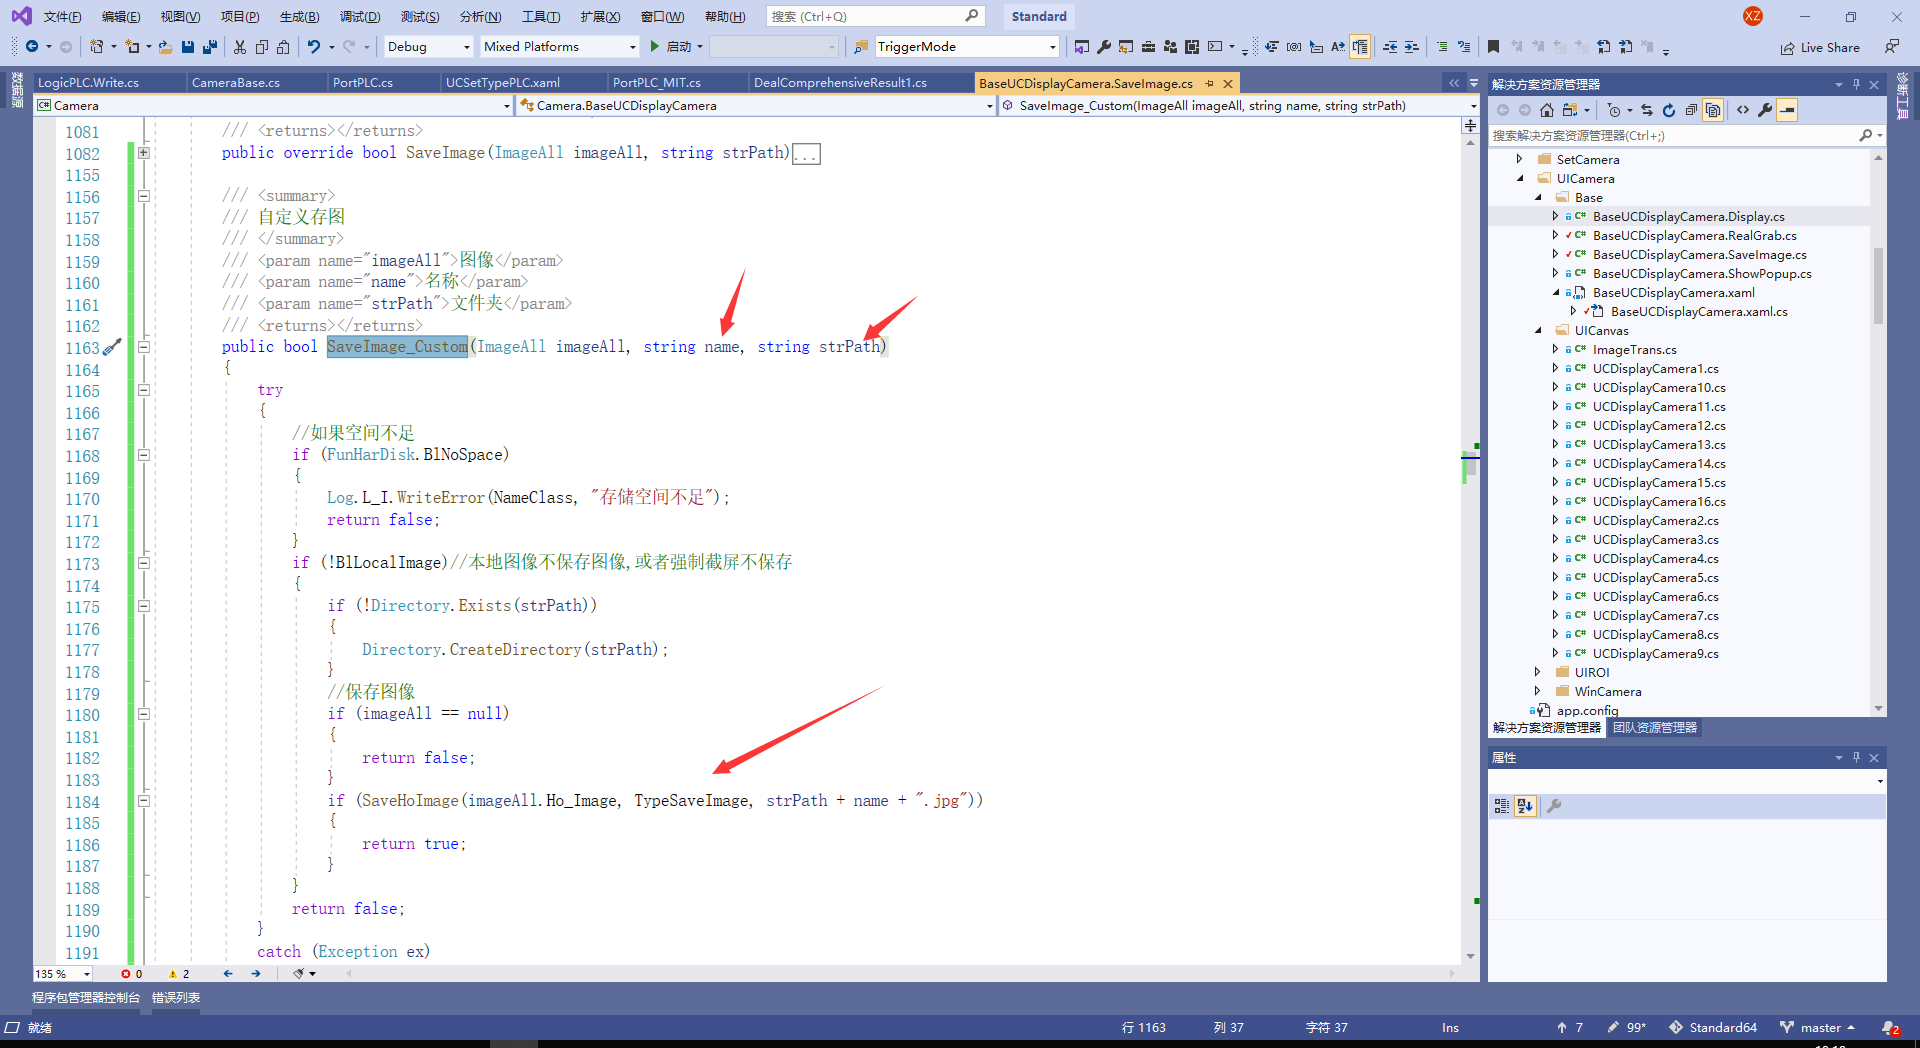 文件(F) 编辑(E) 视图(V) 项目(P) 生成(B) 调试(D) 测试(S) 分析(N) 工具(T) 扩展(X) 窗口(W) 帮助(H) 搜索 (Ctrl+Q) Standard XZ
Debug Mixed Platforms 启动 TriggerMode Live Share
数据源
LogicPLC.Write.cs CameraBase.cs PortPLC.cs UCSetTypePLC.xaml PortPLC_MIT.cs DealComprehensiveResult1.cs BaseUCDisplayCamera.SaveImage.cs
C# Camera Camera.BaseUCDisplayCamera SaveImage_Custom(ImageAll imageAll, string name, string strPath)
1081 /// <returns></returns>
1082 public override bool SaveImage(ImageAll imageAll, string strPath)...
1155
1156 /// <summary>
1157 /// 自定义存图
1158 /// </summary>
1159 /// <param name="imageAll">图像</param>
1160 /// <param name="name">名称</param>
1161 /// <param name="strPath">文件夹</param>
1162 /// <returns></returns>
1163 public bool SaveImage_Custom(ImageAll imageAll, string name, string strPath)
1164 {
1165 try
1166 {
1167 //如果空间不足
1168 if (FunHarDisk.BlNoSpace)
1169 {
1170 Log.L_I.WriteError(NameClass, "存储空间不足");
1171 return false;
1172 }
1173 if (!BlLocalImage)//本地图像不保存图像,或者强制截屏不保存
1174 {
1175 if (!Directory.Exists(strPath))
1176 {
1177 Directory.CreateDirectory(strPath);
1178 }
1179 //保存图像
1180 if (imageAll == null)
1181 {
1182 return false;
1183 }
1184 if (SaveHoImage(imageAll.Ho_Image, TypeSaveImage, strPath + name + ".jpg"))
1185 {
1186 return true;
1187 }
1188 }
1189 return false;
1190 }
1191 catch (Exception ex)
135 % 0 2
程序包管理器控制台 错误列表
解决方案资源管理器
诊断工具
搜索解决方案资源管理器(Ctrl+;)
SetCamera
UICamera
Base
C# BaseUCDisplayCamera.Display.cs
C# BaseUCDisplayCamera.RealGrab.cs
C# BaseUCDisplayCamera.SaveImage.cs
C# BaseUCDisplayCamera.ShowPopup.cs
BaseUCDisplayCamera.xaml
BaseUCDisplayCamera.xaml.cs
UICanvas
C# ImageTrans.cs
C# UCDisplayCamera1.cs
C# UCDisplayCamera10.cs
C# UCDisplayCamera11.cs
C# UCDisplayCamera12.cs
C# UCDisplayCamera13.cs
C# UCDisplayCamera14.cs
C# UCDisplayCamera15.cs
C# UCDisplayCamera16.cs
C# UCDisplayCamera2.cs
C# UCDisplayCamera3.cs
C# UCDisplayCamera4.cs
C# UCDisplayCamera5.cs
C# UCDisplayCamera6.cs
C# UCDisplayCamera7.cs
C# UCDisplayCamera8.cs
C# UCDisplayCamera9.cs
UIROI
WinCamera
app.config
解决方案资源管理器 团队资源管理器
属性
就绪 行 1163 列 37 字符 37 Ins 7 99* Standard64 master 2